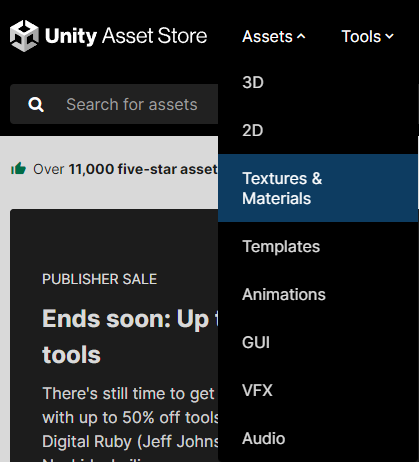 Unity Asset Store
Assets
Tools
Search for assets
3D
2D
Textures &
Materials
Templates
Animations
GUI
VFX
Audio
Over 11,000 five-star asset
PUBLISHER SALE
Ends soon: Up
tools
There's still time to get
with up to 50% off tools
Digital Ruby (Jeff Johns